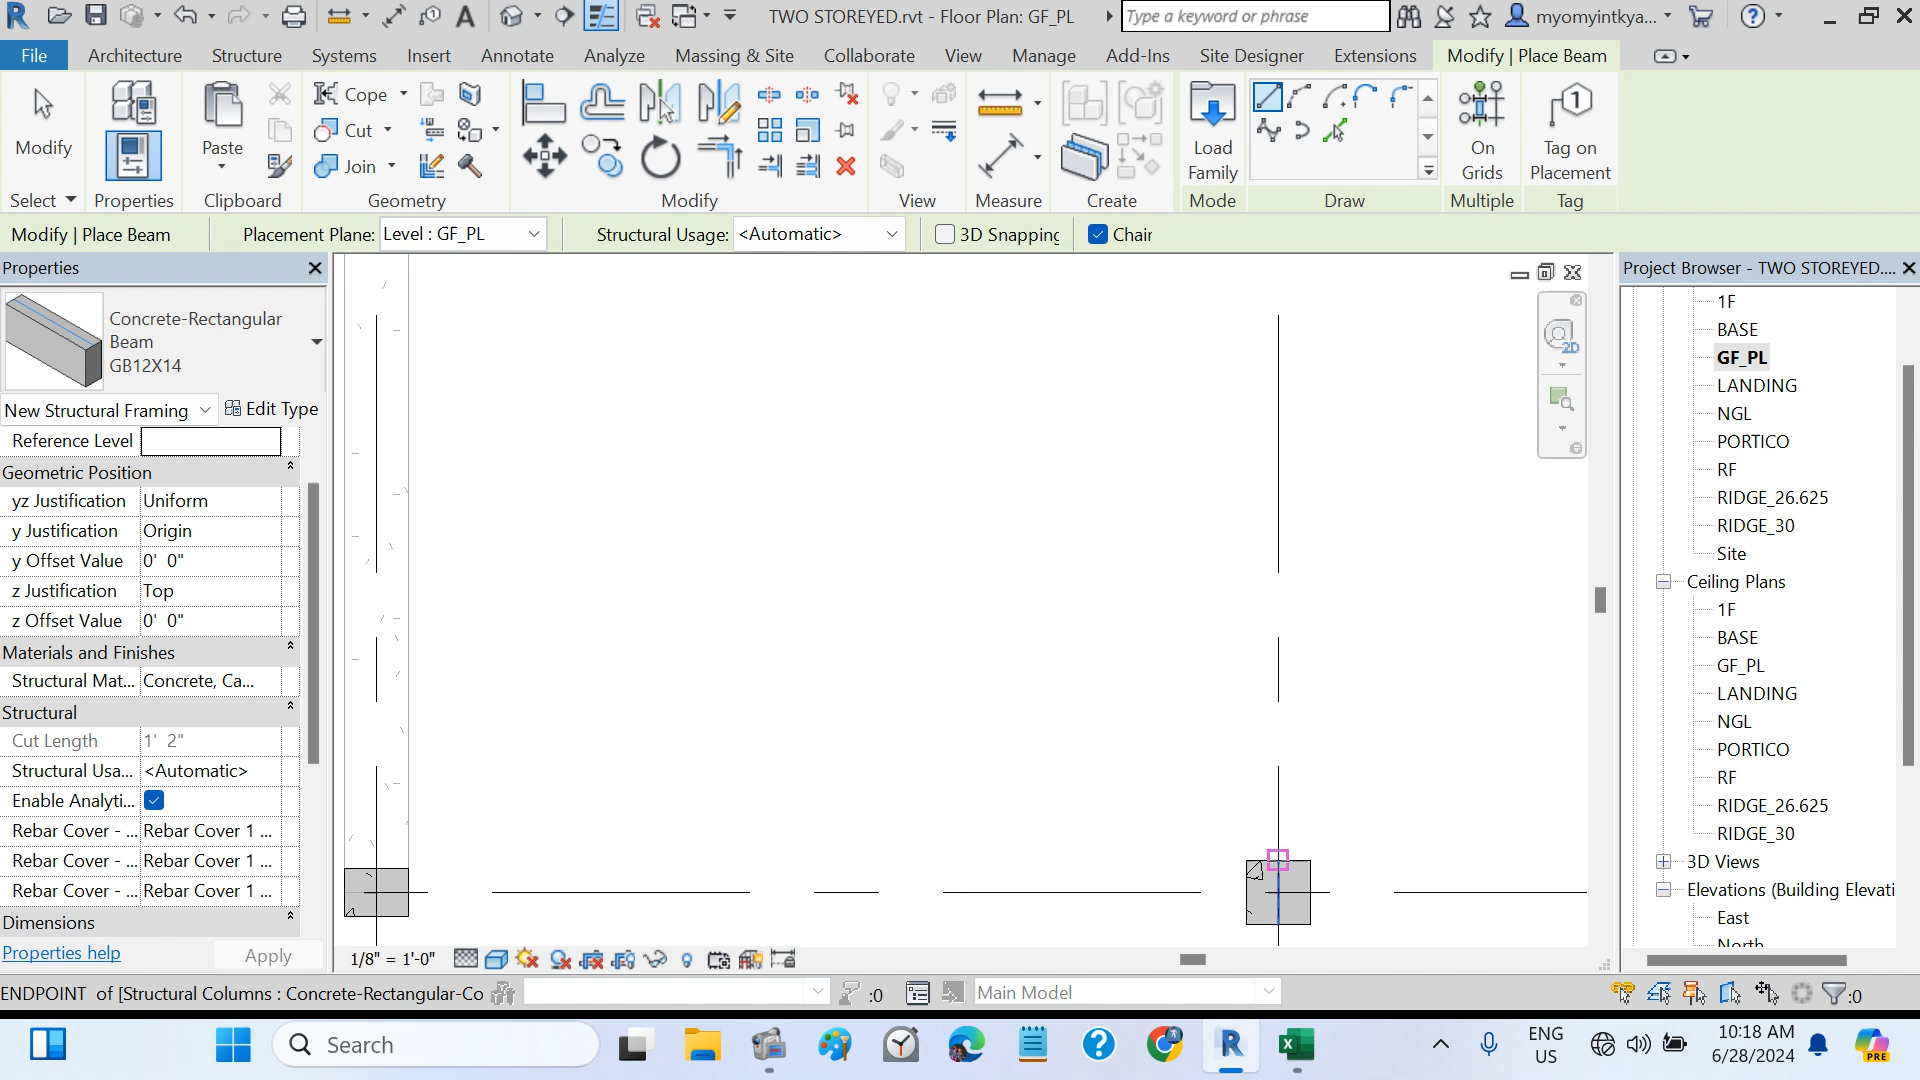 TWO STOREYED.rvt - Floor Plan: GF_PL
Type a keyword or phrase
myomyintkya...
File Architecture Structure Systems Insert Annotate Analyze Massing & Site Collaborate View Manage Add-Ins Site Designer Extensions Modify | Place Beam
Modify
Paste
Cope
Cut
Join
Load Family
On Grids
Tag on Placement
Select Properties Clipboard Geometry Modify View Measure Create Mode Draw Multiple Tag
Modify | Place Beam Placement Plane: Level : GF_PL Structural Usage: <Automatic> 3D Snapping Chair
Properties
Concrete-Rectangular
Beam
GB12X14
New Structural Framing Edit Type
Reference Level
Geometric Position
yz Justification Uniform
y Justification Origin
y Offset Value 0' 0"
z Justification Top
z Offset Value 0' 0"
Materials and Finishes
Structural Mat... Concrete, Ca...
Structural
Cut Length 1' 2"
Structural Usa... <Automatic>
Enable Analyti...
Rebar Cover - ... Rebar Cover 1 ...
Rebar Cover - ... Rebar Cover 1 ...
Rebar Cover - ... Rebar Cover 1 ...
Dimensions
Properties help Apply
2D
Project Browser - TWO STOREYED....
1F
BASE
GF_PL
LANDING
NGL
PORTICO
RF
RIDGE_26.625
RIDGE_30
Site
Ceiling Plans
1F
BASE
GF_PL
LANDING
NGL
PORTICO
RF
RIDGE_26.625
RIDGE_30
3D Views
Elevations (Building Elevati
East
North
1/8" = 1'-0"
ENDPOINT of [Structural Columns : Concrete-Rectangular-Co
:0
Main Model
:0
Search
ENG
US
10:18 AM
6/28/2024
PRE